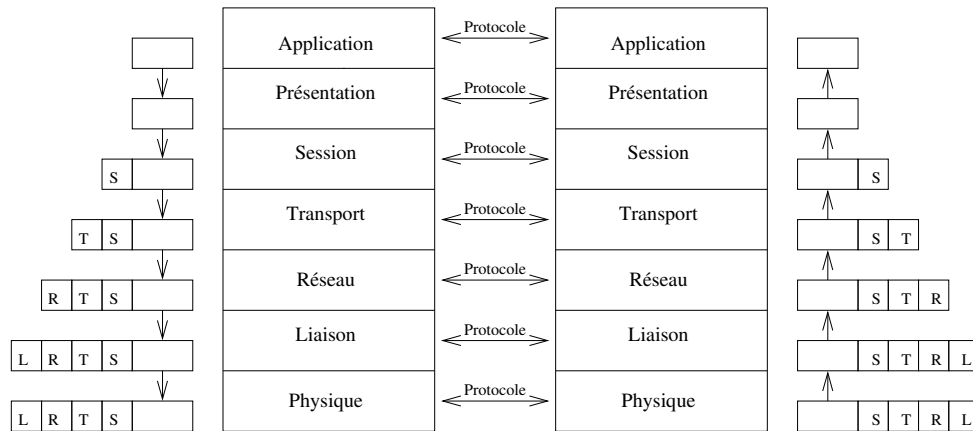 Application Protocole Application
Présentation Protocole Présentation
S Session Protocole Session S
T S Transport Protocole Transport S T
R T S Réseau Protocole Réseau S T R
L R T S Liaison Protocole Liaison S T R L
L R T S Physique Protocole Physique S T R L